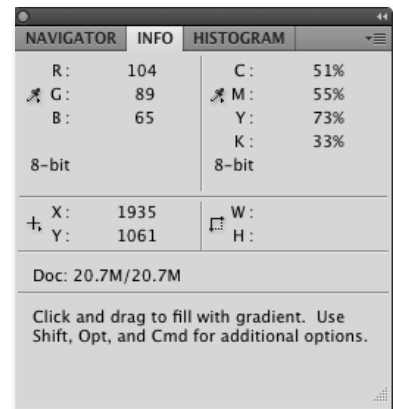 NAVIGATOR INFO HISTOGRAM
R: 104 C: 51%
G: 89 M: 55%
B: 65 Y: 73%
K: 33%
8-bit 8-bit
X: 1935 W:
Y: 1061 H:
Doc: 20.7M/20.7M
Click and drag to fill with gradient. Use
Shift, Opt, and Cmd for additional options.